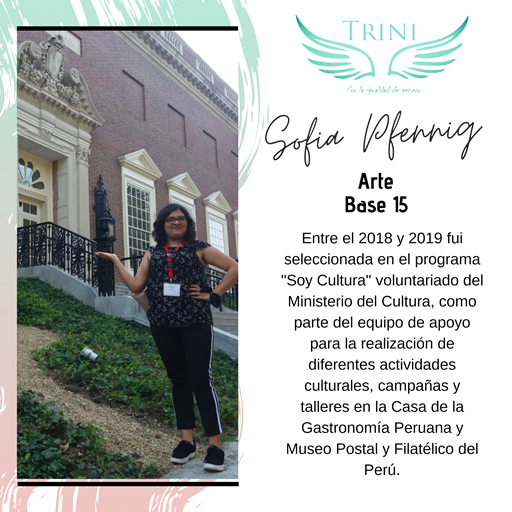 TRINI
Por la igualdad de género
Sofia Pfennig
Arte
Base 15
Entre el 2018 y 2019 fui
seleccionada en el programa
"Soy Cultura" voluntariado del
Ministerio del Cultura, como
parte del equipo de apoyo
para la realización de
diferentes actividades
culturales, campañas y
talleres en la Casa de la
Gastronomía Peruana y
Museo Postal y Filatélico del
Perú.